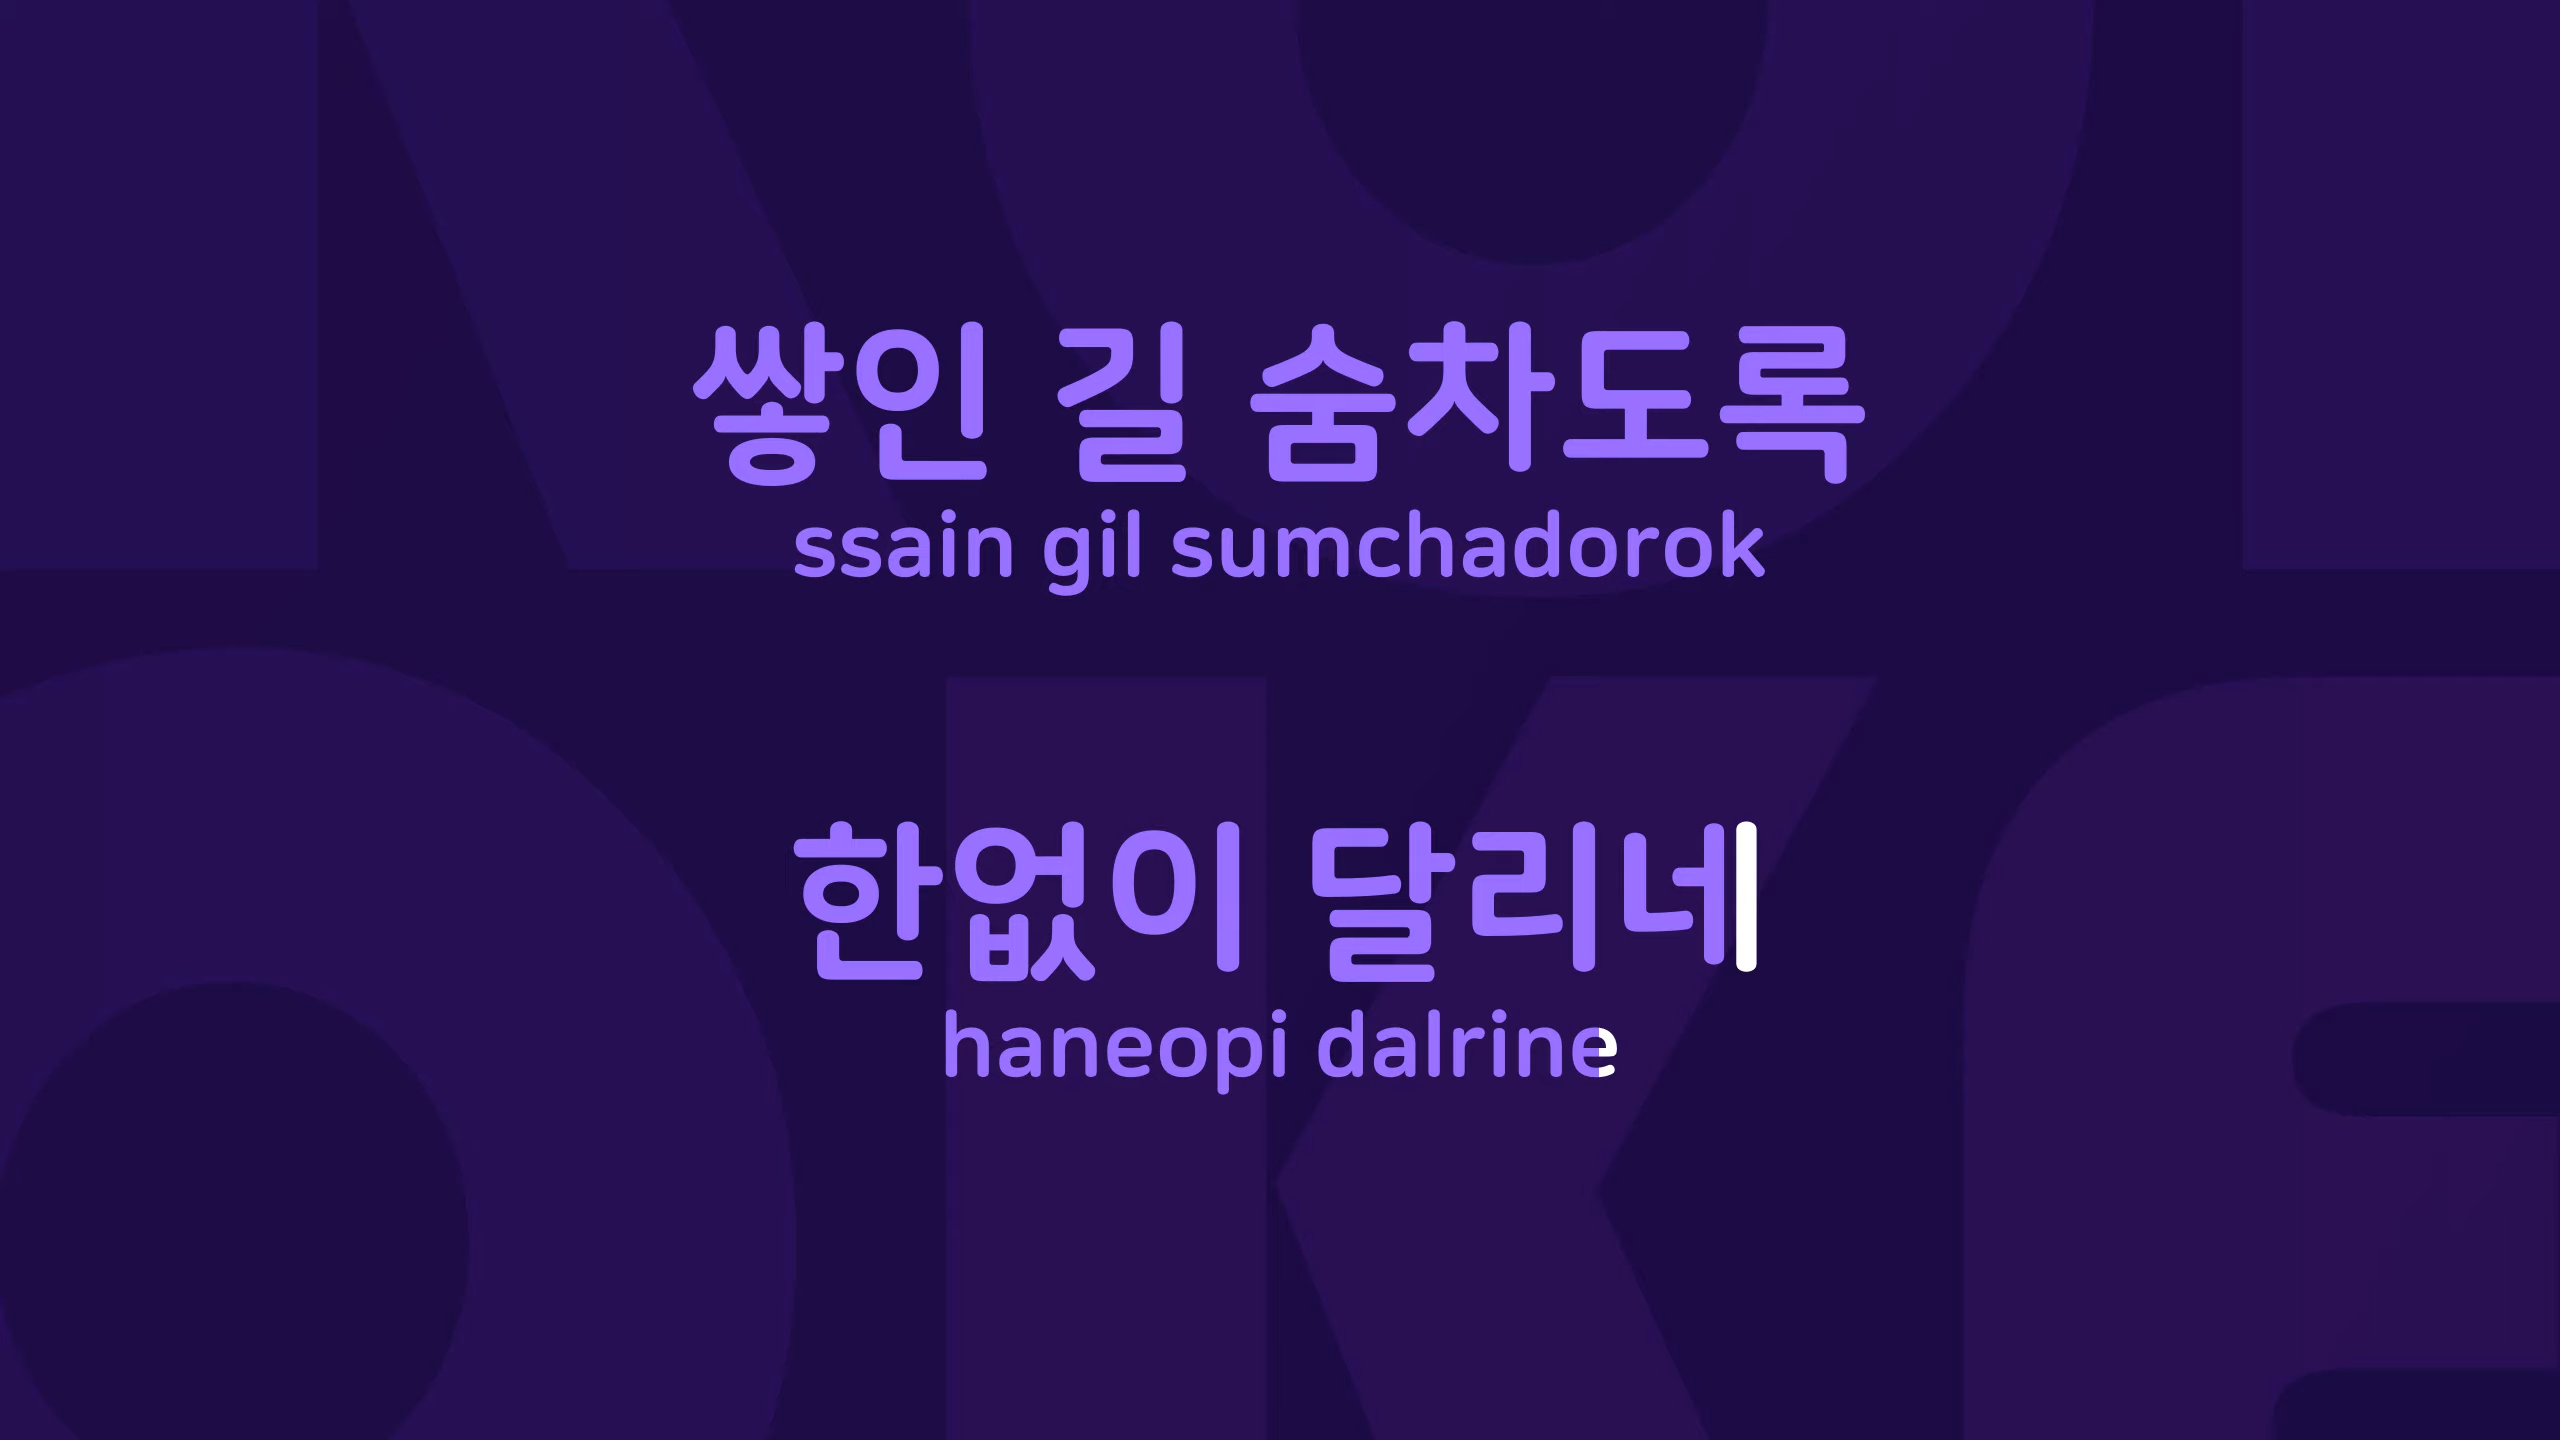 쌓인 길 숨차도록
ssain gil sumchadorok
한없이 달리네
haneopi dalrine